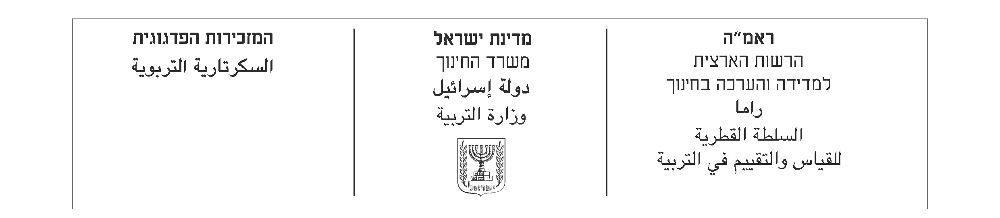 ראמ"ה
הרשות הארצית
למדידה והערכה בחינוך
راما
السلطة القطرية
للقياس والتقييم في التربية
מדינת ישראל
משרד החינוך
دولة إسرائيل
وزارة التربية
ישראל
המזכירות הפדגוגית
السكرتارية التربوية